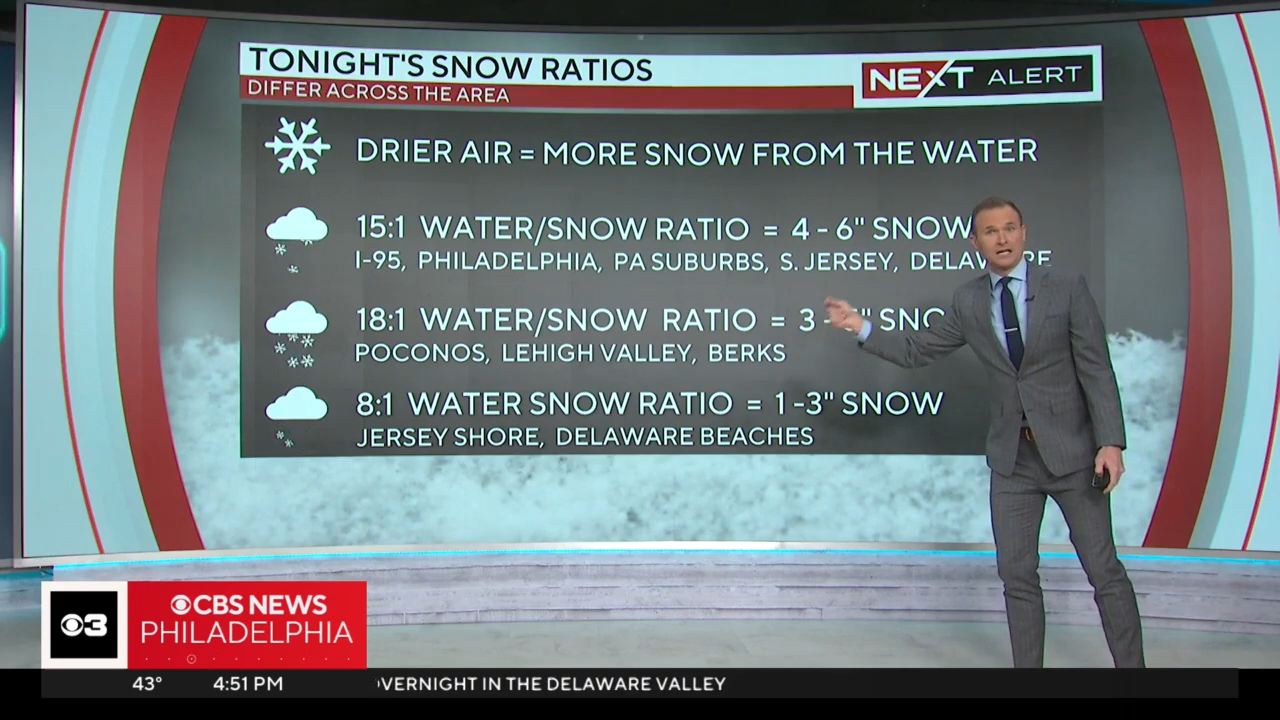 TONIGHT'S SNOW RATIOS
DIFFER ACROSS THE AREA
NEXT ALERT
DRIER AIR = MORE SNOW FROM THE WATER
15:1 WATER/SNOW RATIO = 4 - 6" SNOW
I-95, PHILADELPHIA, PA SUBURBS, S. JERSEY,
18:1 WATER/SNOW RATIO = 3 -
POCONOS, LEHIGH VALLEY, BERKS
8:1 WATER SNOW RATIO = 1 -3" SNOW
JERSEY SHORE, DELAWARE BEACHES
3
CBS NEWS
PHILADELPHIA
43° 4:51 PM VERNIGHT IN THE DELAWARE VALLEY